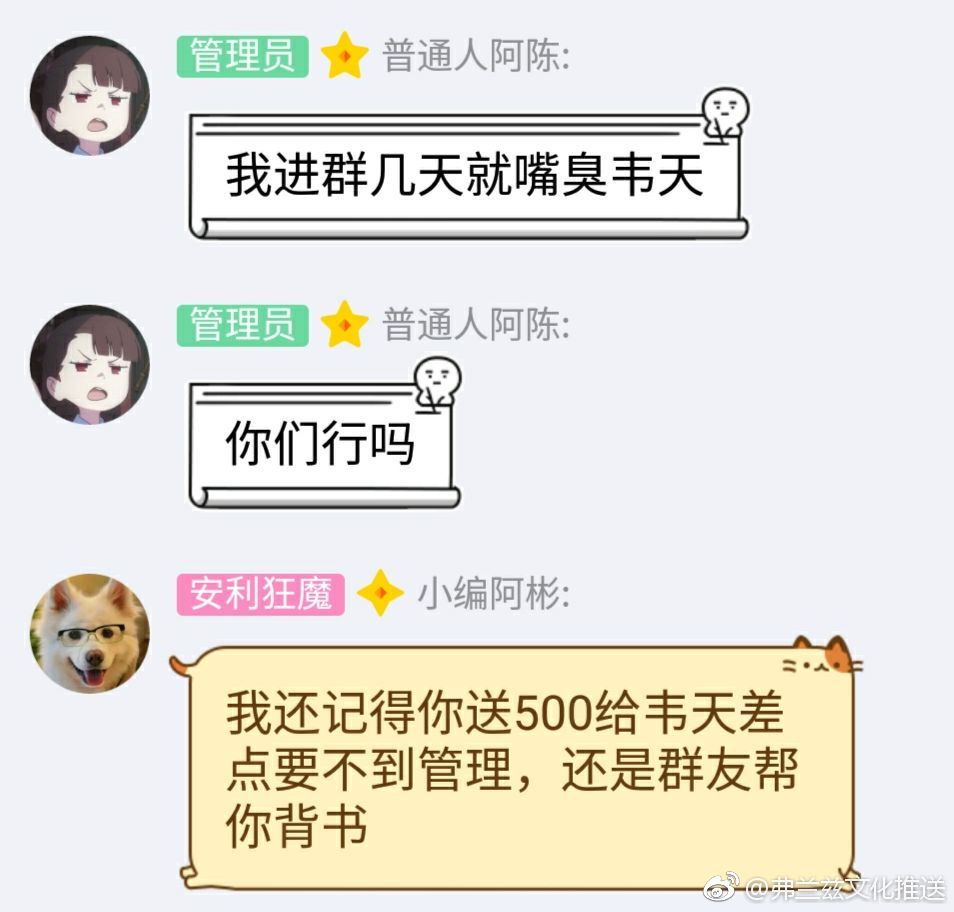 管理员 普通人阿陈:
我进群几天就嘴臭韦天
管理员 普通人阿陈:
你们行吗
安利狂魔 小编阿彬:
我还记得你送500给韦天差
点要不到管理，还是群友帮
你背书
@弗兰兹文化推送